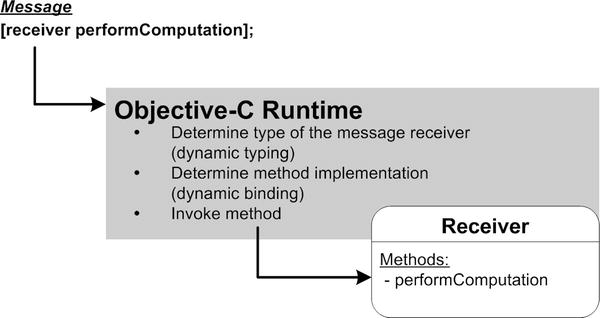 Message
[receiver performComputation];
Objective-C Runtime
• Determine type of the message receiver
(dynamic typing)
• Determine method implementation
(dynamic binding)
• Invoke method
Receiver
Methods:
- performComputation